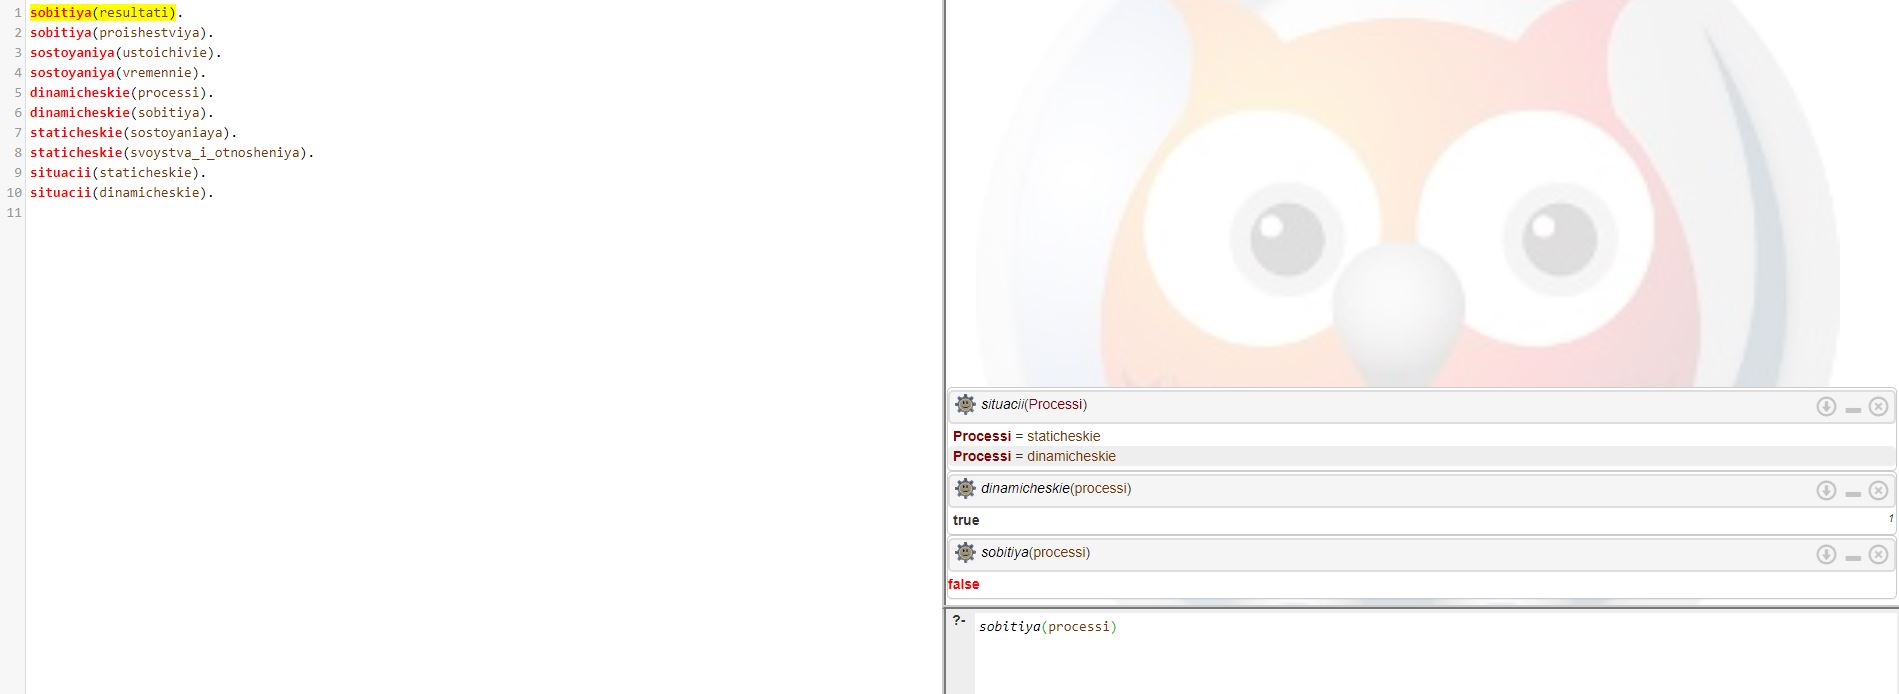 1 sobitiya(resultati).
2 sobitiya(proishestviya).
3 sostoyaniya(ustoichivie).
4 sostoyaniya(vremennie).
5 dinamicheskie(processi).
6 dinamicheskie(sobitiya).
7 staticheskie(sostoyaniaya).
8 staticheskie(svoystva_i_otnosheniya).
9 situacii(staticheskie).
10 situacii(dinamicheskie).
11
situacii(Processi)
Processi = staticheskie
Processi = dinamicheskie
dinamicheskie(processi)
true 1
sobitiya(processi)
false
?- sobitiya(processi)